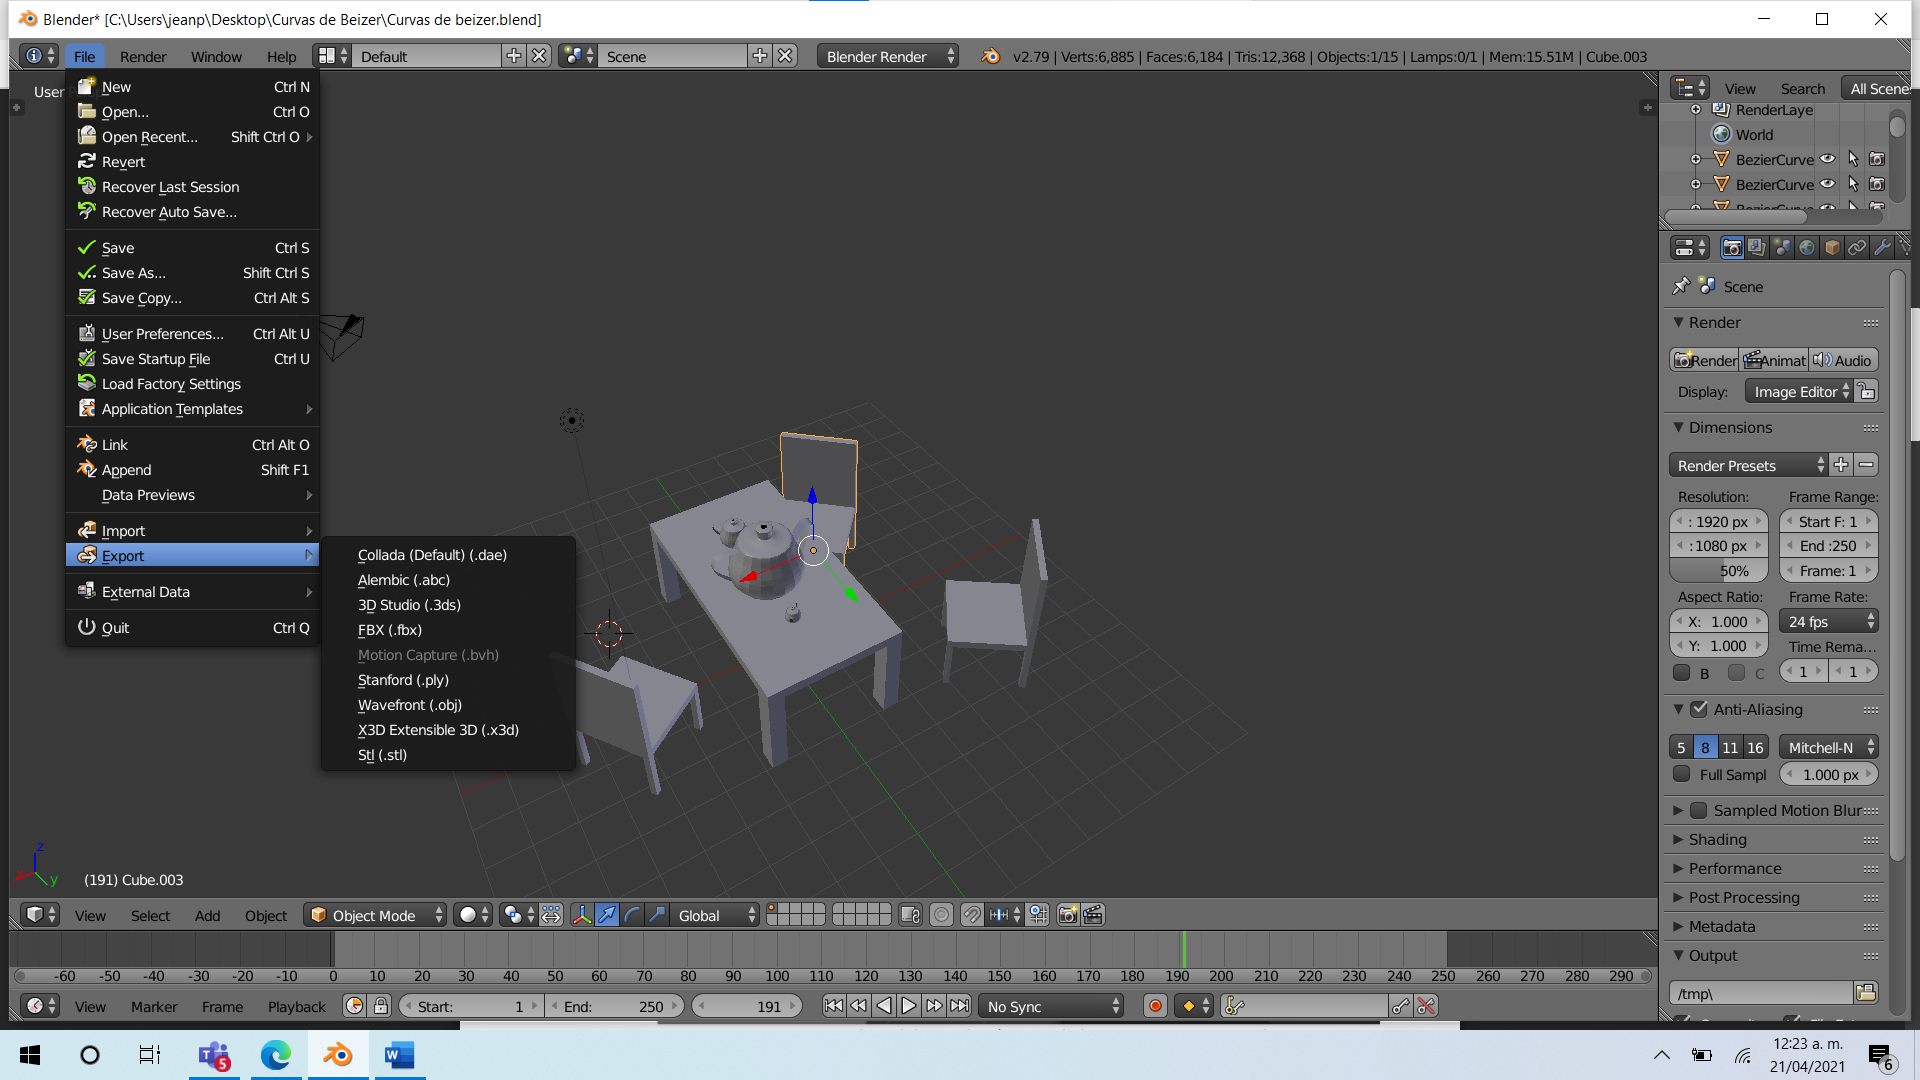 Blender* [C:\Users\jeanp\Desktop\Curvas de Beizer\Curvas de beizer.blend]
File Render Window Help Default Scene Blender Render v2.79 | Verts:6,885 | Faces:6,184 | Tris:12,368 | Objects:1/15 | Lamps:0/1 | Mem:15.51M | Cube.003
User
New Ctrl N
Open... Ctrl O
Open Recent... Shift Ctrl O
Revert
Recover Last Session
Recover Auto Save...
Save Ctrl S
Save As... Shift Ctrl S
Save Copy... Ctrl Alt S
User Preferences... Ctrl Alt U
Save Startup File Ctrl U
Load Factory Settings
Application Templates
Link Ctrl Alt O
Append Shift F1
Data Previews
Import
Export
External Data
Quit Ctrl Q
Collada (Default) (.dae)
Alembic (.abc)
3D Studio (.3ds)
FBX (.fbx)
Motion Capture (.bvh)
Stanford (.ply)
Wavefront (.obj)
X3D Extensible 3D (.x3d)
Stl (.stl)
z
x
y
(191) Cube.003
View Search All Scene
RenderLaye
World
BezierCurve
BezierCurve
BezierCurve
Scene
Render
Render Animat Audio
Display: Image Editor
Dimensions
Render Presets
Resolution: Frame Range:
: 1920 px Start F: 1
: 1080 px End :250
50% Frame: 1
Aspect Ratio: Frame Rate:
X: 1.000 24 fps
Y: 1.000 Time Rema...
B C 1 1
Anti-Aliasing
5 8 11 16 Mitchell-N
Full Sampl 1.000 px
Sampled Motion Blur
Shading
Performance
Post Processing
Metadata
Output
/tmp\
View Select Add Object Object Mode Global
-60 -50 -40 -30 -20 -10 0 10 20 30 40 50 60 70 80 90 100 110 120 130 140 150 160 170 180 190 200 210 220 230 240 250 260 270 280 290
View Marker Frame Playback Start: 1 End: 250 191 No Sync
5
12:23 a. m.
21/04/2021
6